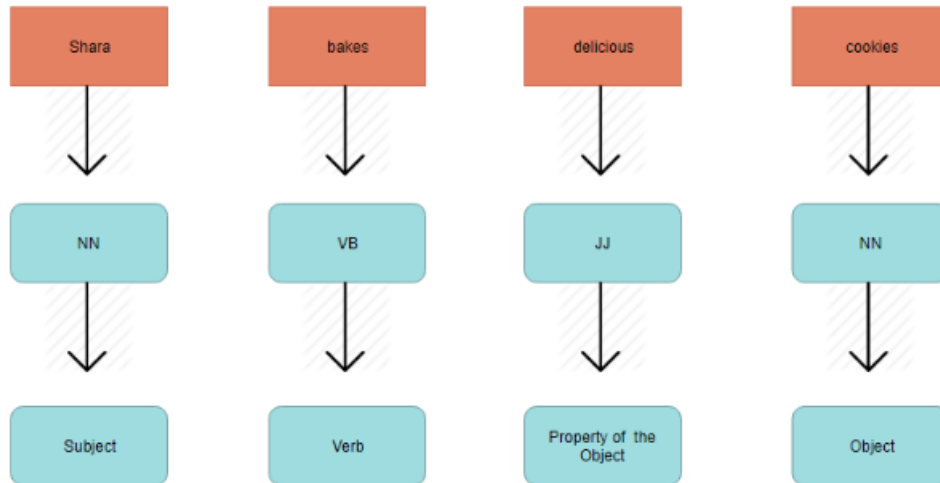 Shara
bakes
delicious
cookies
NN
VB
JJ
NN
Subject
Verb
Property of the
Object
Object